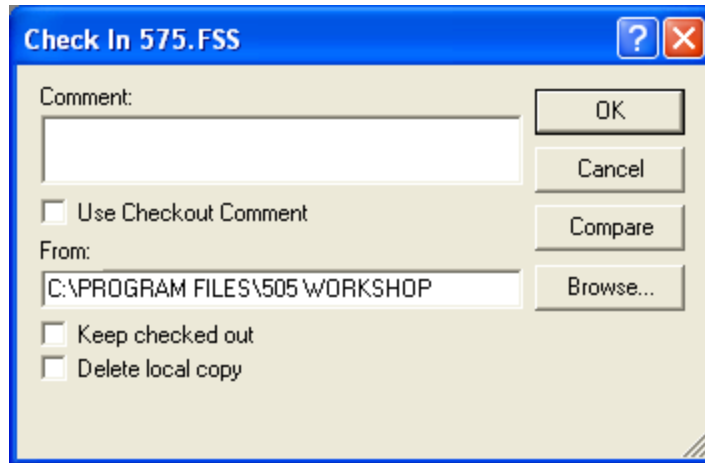 Check In 575.FSS
Comment:
OK
Cancel
Use Checkout Comment
Compare
From:
C:\PROGRAM FILES\505 WORKSHOP
Browse...
Keep checked out
Delete local copy